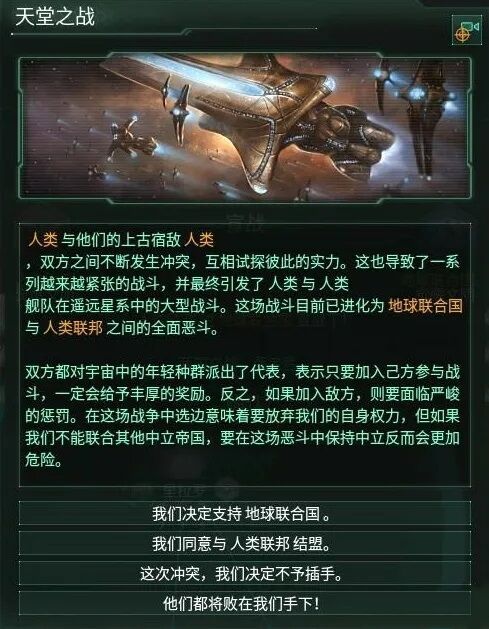 天堂之战
人类 与他们的上古宿敌 人类
，双方之间不断发生冲突，互相试探彼此的实力。这也导致了一系
列越来越紧张的战斗，并最终引发了 人类 与 人类
舰队在遥远星系中的大型战斗。这场战斗目前已进化为 地球联合国
与 人类联邦 之间的全面恶斗。
双方都对宇宙中的年轻种群派出了代表，表示只要加入己方参与战
斗，一定会给予丰厚的奖励。反之，如果加入敌方，则要面临严峻
的惩罚。在这场战争中选边意味着要放弃我们的自身权力，但如果
我们不能联合其他中立帝国，要在这场恶斗中保持中立反而会更加
危险。
我们决定支持 地球联合国 。
我们同意与 人类联邦 结盟。
这次冲突，我们决定不予插手。
他们都将败在我们手下！